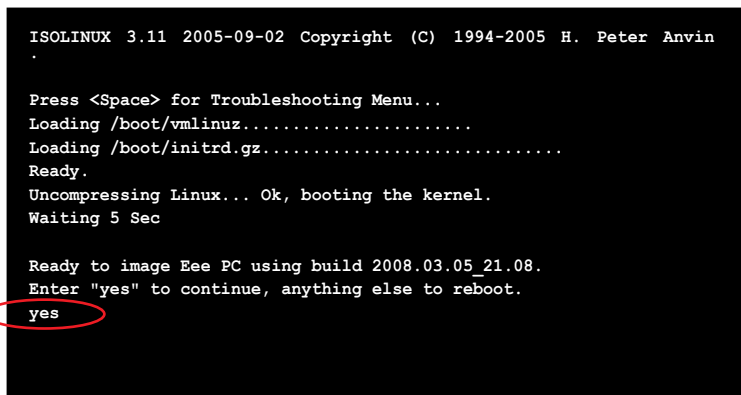 ISOLINUX 3.11 2005-09-02 Copyright (C) 1994-2005 H. Peter Anvin
.
Press <Space> for Troubleshooting Menu...
Loading /boot/vmlinuz.......................
Loading /boot/initrd.gz..............................
Ready.
Uncompressing Linux... Ok, booting the kernel.
Waiting 5 Sec
Ready to image Eee PC using build 2008.03.05_21.08.
Enter "yes" to continue, anything else to reboot.
yes